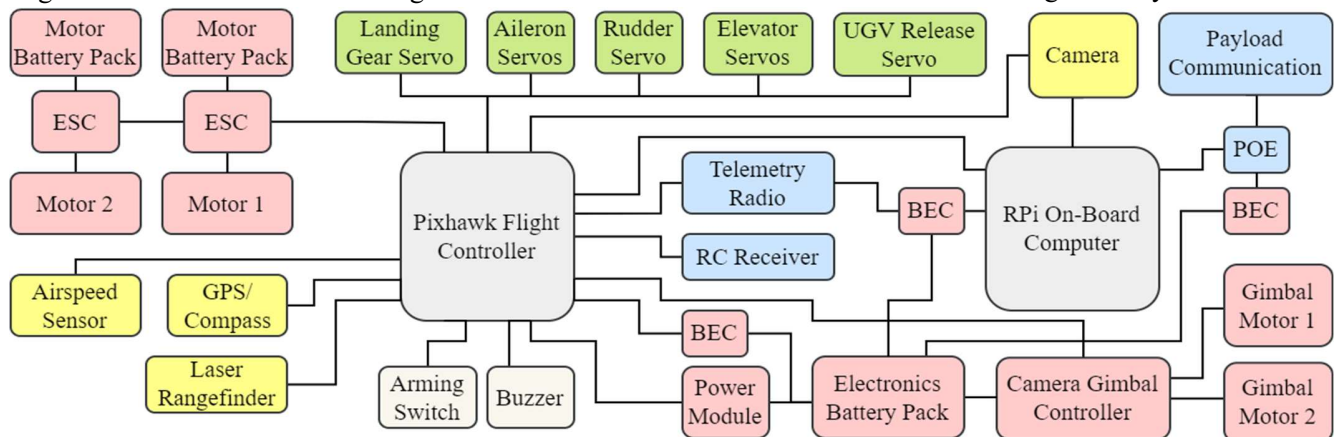 Motor
Battery Pack
Motor
Battery Pack
Landing
Gear Servo
Aileron
Servos
Rudder
Servo
Elevator
Servos
UGV Release
Servo
Camera
Payload
Communication
ESC
ESC
POE
Motor 2
Motor 1
Pixhawk Flight
Controller
Telemetry
Radio
BEC
RPi On-Board
Computer
BEC
RC Receiver
Airspeed
Sensor
GPS/
Compass
Gimbal
Motor 1
BEC
Laser
Rangefinder
Arming
Switch
Buzzer
Power
Module
Electronics
Battery Pack
Camera Gimbal
Controller
Gimbal
Motor 2